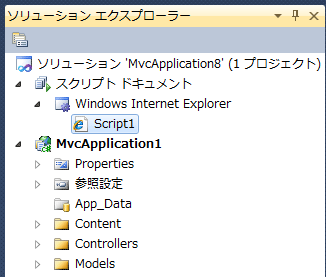 ソリューション エクスプローラー
ソリューション 'MvcApplication8' (1 プロジェクト)
スクリプト ドキュメント
Windows Internet Explorer
Script1
MvcApplication1
Properties
参照設定
App_Data
Content
Controllers
Models